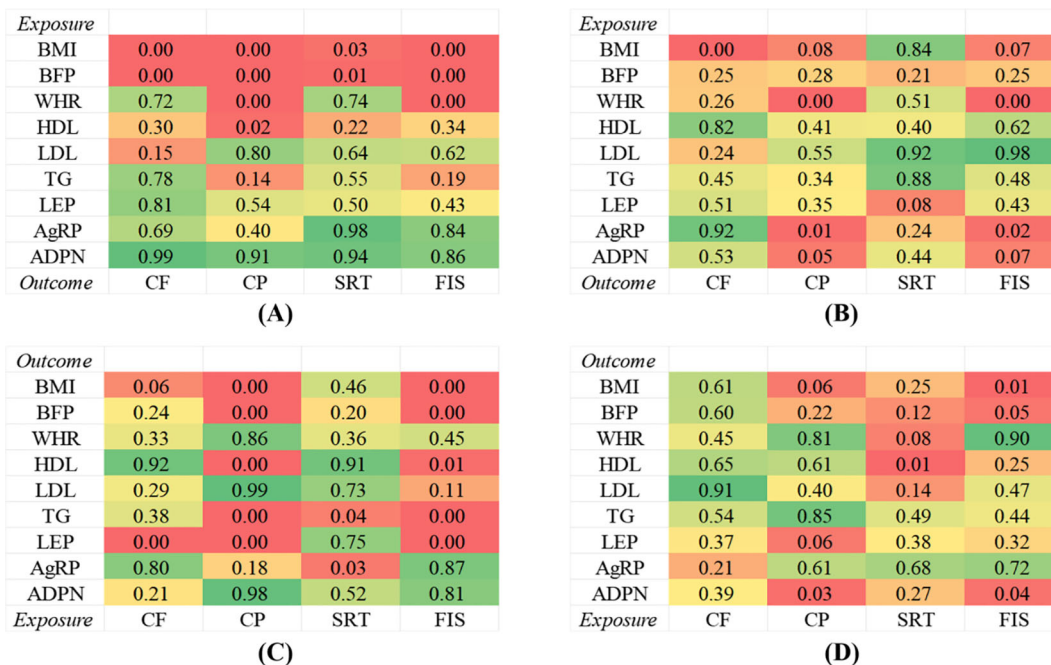 Exposure
BMI 0.00 0.00 0.03 0.00
BFP 0.00 0.00 0.01 0.00
WHR 0.72 0.00 0.74 0.00
HDL 0.30 0.02 0.22 0.34
LDL 0.15 0.80 0.64 0.62
TG 0.78 0.14 0.55 0.19
LEP 0.81 0.54 0.50 0.43
AgRP 0.69 0.40 0.98 0.84
ADPN 0.99 0.91 0.94 0.86
Outcome CF CP SRT FIS
(A)
Exposure
BMI 0.00 0.08 0.84 0.07
BFP 0.25 0.28 0.21 0.25
WHR 0.26 0.00 0.51 0.00
HDL 0.82 0.41 0.40 0.62
LDL 0.24 0.55 0.92 0.98
TG 0.45 0.34 0.88 0.48
LEP 0.51 0.35 0.08 0.43
AgRP 0.92 0.01 0.24 0.02
ADPN 0.53 0.05 0.44 0.07
Outcome CF CP SRT FIS
(B)
Outcome
BMI 0.06 0.00 0.46 0.00
BFP 0.24 0.00 0.20 0.00
WHR 0.33 0.86 0.36 0.45
HDL 0.92 0.00 0.91 0.01
LDL 0.29 0.99 0.73 0.11
TG 0.38 0.00 0.04 0.00
LEP 0.00 0.00 0.75 0.00
AgRP 0.80 0.18 0.03 0.87
ADPN 0.21 0.98 0.52 0.81
Exposure CF CP SRT FIS
(C)
Outcome
BMI 0.61 0.06 0.25 0.01
BFP 0.60 0.22 0.12 0.05
WHR 0.45 0.81 0.08 0.90
HDL 0.65 0.61 0.01 0.25
LDL 0.91 0.40 0.14 0.47
TG 0.54 0.85 0.49 0.44
LEP 0.37 0.06 0.38 0.32
AgRP 0.21 0.61 0.68 0.72
ADPN 0.39 0.03 0.27 0.04
Exposure CF CP SRT FIS
(D)